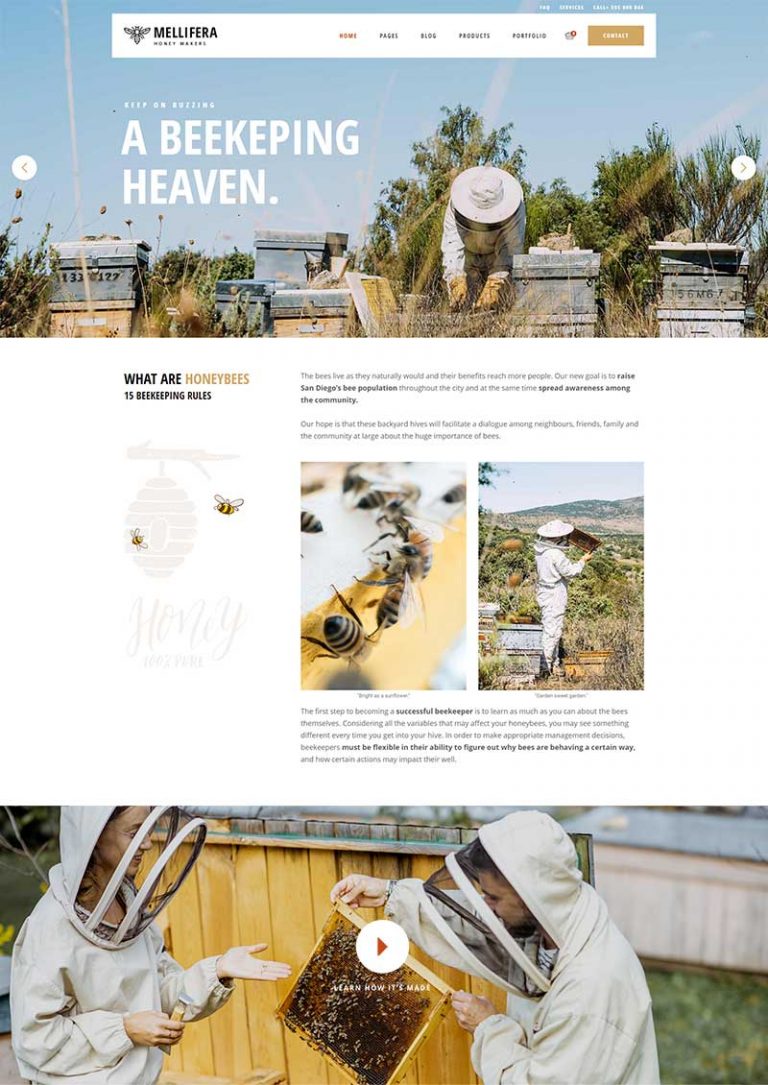 FAQ SERVICES CALL+ 555 800 844
MELLIFERA
HONEY MAKERS
HOME PAGES BLOG PRODUCTS PORTFOLIO CONTACT
KEEP ON BUZZING
A BEEKEPING
HEAVEN.
WHAT ARE HONEYBEES
15 BEEKEEPING RULES
The bees live as they naturally would and their benefits reach more people. Our new goal is to raise
San Diego's bee population throughout the city and at the same time spread awareness among
the community.
Our hope is that these backyard hives will facilitate a dialogue among neighbours, friends, family and
the community at large about the huge importance of bees.
Honey
100% PURE
"Bright as a sunflower."
"Garden sweet garden."
The first step to becoming a successful beekeeper is to learn as much as you can about the bees
themselves. Considering all the variables that may affect your honeybees, you may see something
different every time you get into your hive. In order to make appropriate management decisions,
beekeepers must be flexible in their ability to figure out why bees are behaving a certain way,
and how certain actions may impact their well.
LEARN HOW IT'S MADE